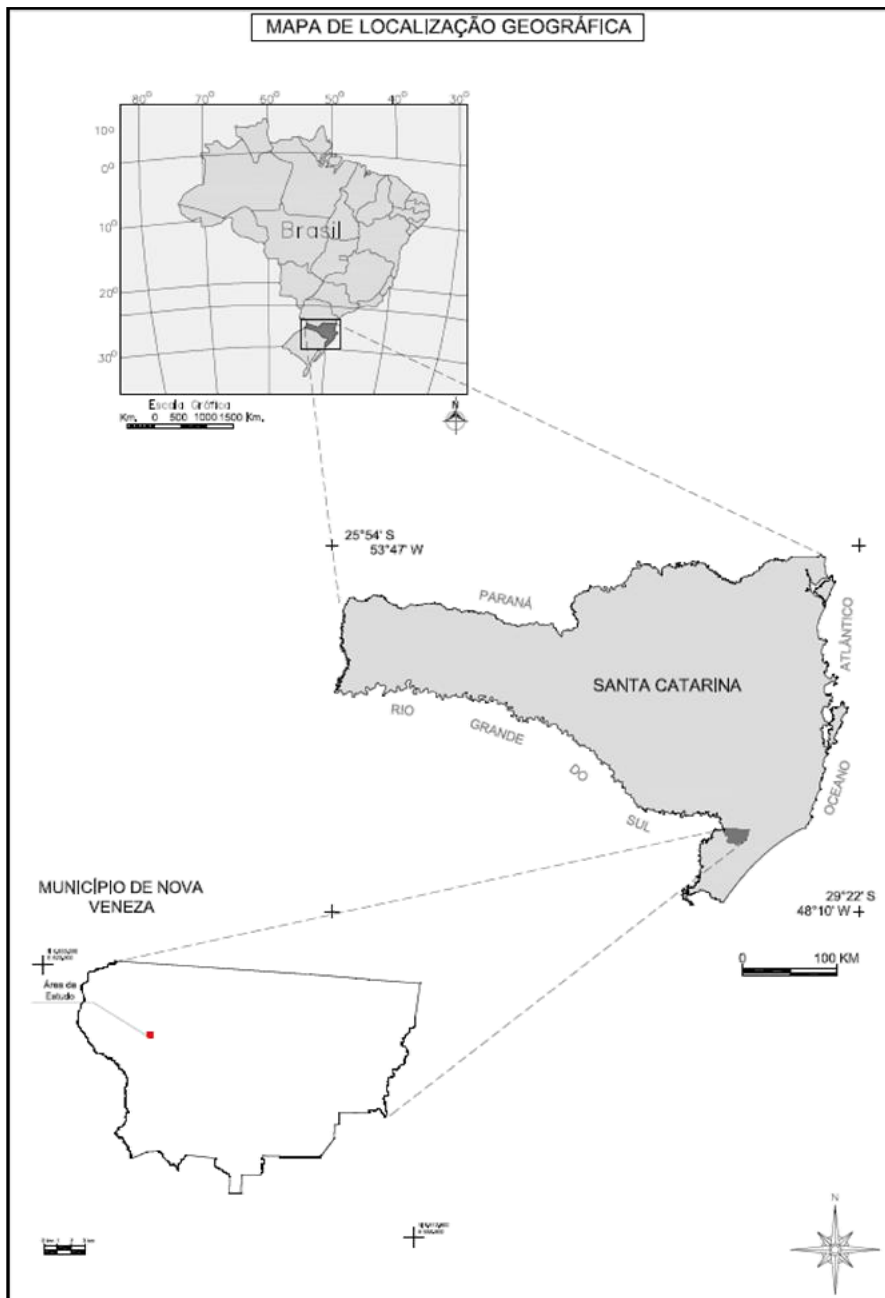 MAPA DE LOCALIZAÇÃO GEOGRÁFICA
80° 70° 60° 50° 40° 30°
10°
0°
10°
20°
30°
Brasil
Escala Gráfica
Km. 0 500 1000 1500 Km.
N
25°54' S
53°47' W
PARANÁ
ATLÂNTICO
SANTA CATARINA
RIO
GRANDE
DO
SUL
OCEANO
MUNICÍPIO DE NOVA
VENEZA
29°22' S
48°10' W
0 100 KM
Área de
Estudo
N